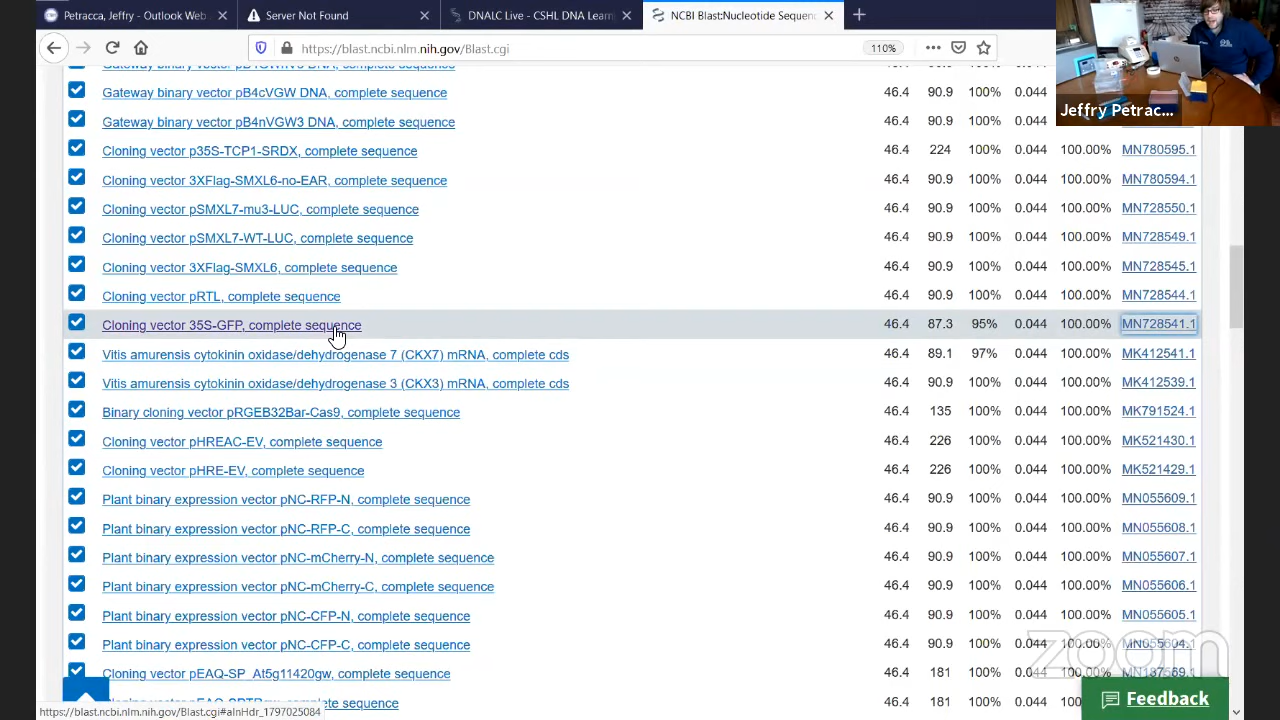 Petracca, Jeffry - Outlook Web
Server Not Found
DNALC Live - CSHL DNA Learn
NCBI Blast:Nucleotide Sequenc
https://blast.ncbi.nlm.nih.gov/Blast.cgi
110%
Jeffry Petrac...
Gateway binary vector pB4cVGW DNA, complete sequence 46.4 90.9 100% 0.044
Gateway binary vector pB4nVGW3 DNA, complete sequence 46.4 90.9 100% 0.044
Cloning vector p35S-TCP1-SRDX, complete sequence 46.4 224 100% 0.044 100.00% MN780595.1
Cloning vector 3XFlag-SMXL6-no-EAR, complete sequence 46.4 90.9 100% 0.044 100.00% MN780594.1
Cloning vector pSMXL7-mu3-LUC, complete sequence 46.4 90.9 100% 0.044 100.00% MN728550.1
Cloning vector pSMXL7-WT-LUC, complete sequence 46.4 90.9 100% 0.044 100.00% MN728549.1
Cloning vector 3XFlag-SMXL6, complete sequence 46.4 90.9 100% 0.044 100.00% MN728545.1
Cloning vector pRTL, complete sequence 46.4 90.9 100% 0.044 100.00% MN728544.1
Cloning vector 35S-GFP, complete sequence 46.4 87.3 95% 0.044 100.00% MN728541.1
Vitis amurensis cytokinin oxidase/dehydrogenase 7 (CKX7) mRNA, complete cds 46.4 89.1 97% 0.044 100.00% MK412541.1
Vitis amurensis cytokinin oxidase/dehydrogenase 3 (CKX3) mRNA, complete cds 46.4 90.9 100% 0.044 100.00% MK412539.1
Binary cloning vector pRGEB32Bar-Cas9, complete sequence 46.4 135 100% 0.044 100.00% MK791524.1
Cloning vector pHREAC-EV, complete sequence 46.4 226 100% 0.044 100.00% MK521430.1
Cloning vector pHRE-EV, complete sequence 46.4 226 100% 0.044 100.00% MK521429.1
Plant binary expression vector pNC-RFP-N, complete sequence 46.4 90.9 100% 0.044 100.00% MN055609.1
Plant binary expression vector pNC-RFP-C, complete sequence 46.4 90.9 100% 0.044 100.00% MN055608.1
Plant binary expression vector pNC-mCherry-N, complete sequence 46.4 90.9 100% 0.044 100.00% MN055607.1
Plant binary expression vector pNC-mCherry-C, complete sequence 46.4 90.9 100% 0.044 100.00% MN055606.1
Plant binary expression vector pNC-CFP-N, complete sequence 46.4 90.9 100% 0.044 100.00% MN055605.1
Plant binary expression vector pNC-CFP-C, complete sequence 46.4 90.9 100% 0.044 100.00% MN055604.1
Cloning vector pEAQ-SP_At5g11420gw, complete sequence 46.4 181 100% 0.044 100.00% MN187569.1
complete sequence 46.4 181 100% 0.044
zoom
Feedback
https://blast.ncbi.nlm.nih.gov/Blast.cgi#alnHdr_1797025084